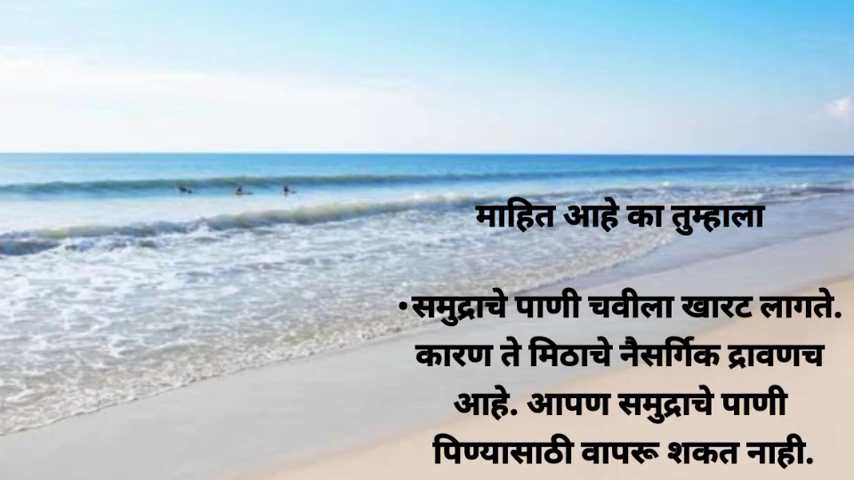 माहित आहे का तुम्हाला
•समुद्राचे पाणी चवीला खारट लागते.
कारण ते मिठाचे नैसर्गिक द्रावणच
आहे. आपण समुद्राचे पाणी
पिण्यासाठी वापरू शकत नाही.